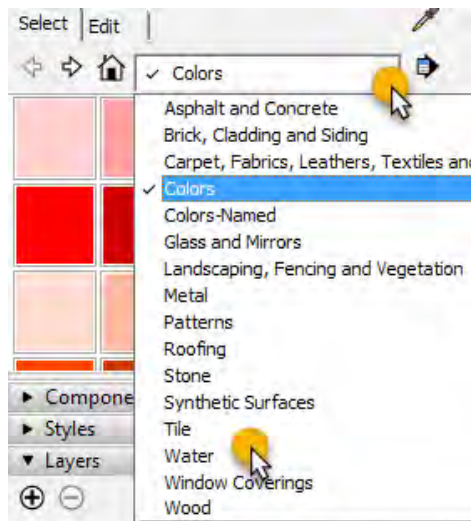 Select Edit
Colors
Asphalt and Concrete
Brick, Cladding and Siding
Carpet, Fabrics, Leathers, Textiles and
Colors
Colors-Named
Glass and Mirrors
Landscaping, Fencing and Vegetation
Metal
Patterns
Roofing
Stone
Compone
Synthetic Surfaces
Styles
Tile
Water
Layers
Window Coverings
Wood